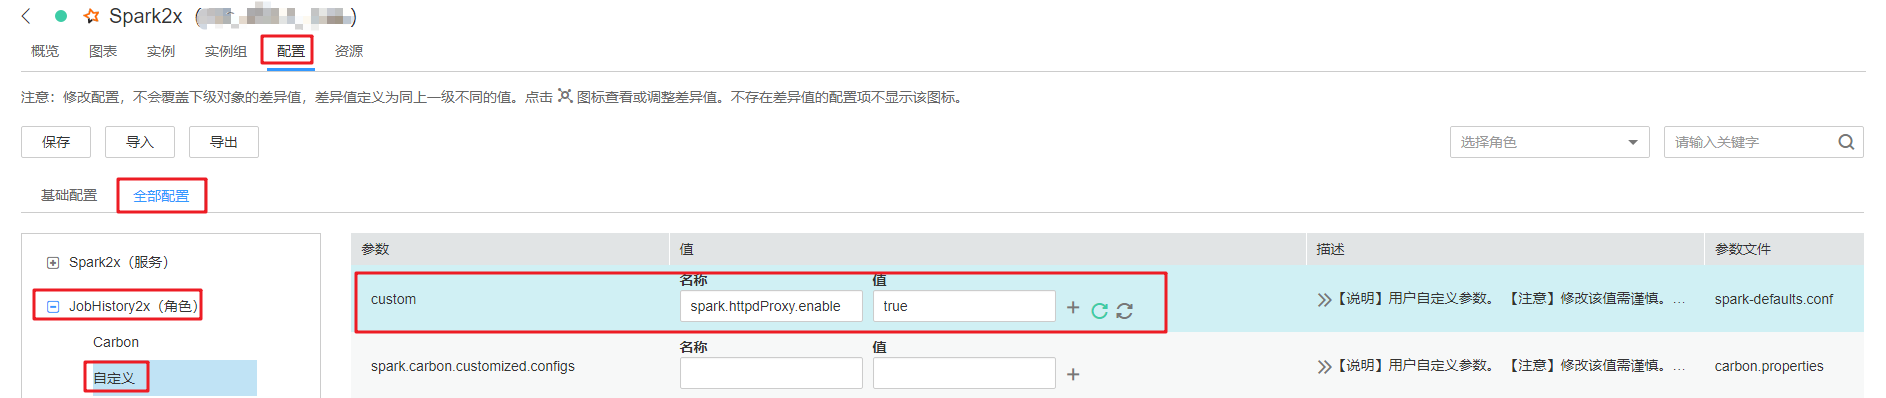 Spark2x ( )
概览 图表 实例 实例组 配置 资源
注意：修改配置，不会覆盖下级对象的差异值，差异值定义为同上一级不同的值。点击 图标查看或调整差异值。不存在差异值的配置项不显示该图标。
保存 导入 导出 选择角色 请输入关键字
基础配置 全部配置
参数 值 描述 参数文件
Spark2x（服务）
名称 值
custom spark.httpdProxy.enable true 【说明】用户自定义参数。 【注意】修改该值需谨慎。... spark-defaults.conf
JobHistory2x（角色）
Carbon
名称 值
spark.carbon.customized.configs 【说明】用户自定义参数。 【注意】修改该值需谨慎。... carbon.properties
自定义